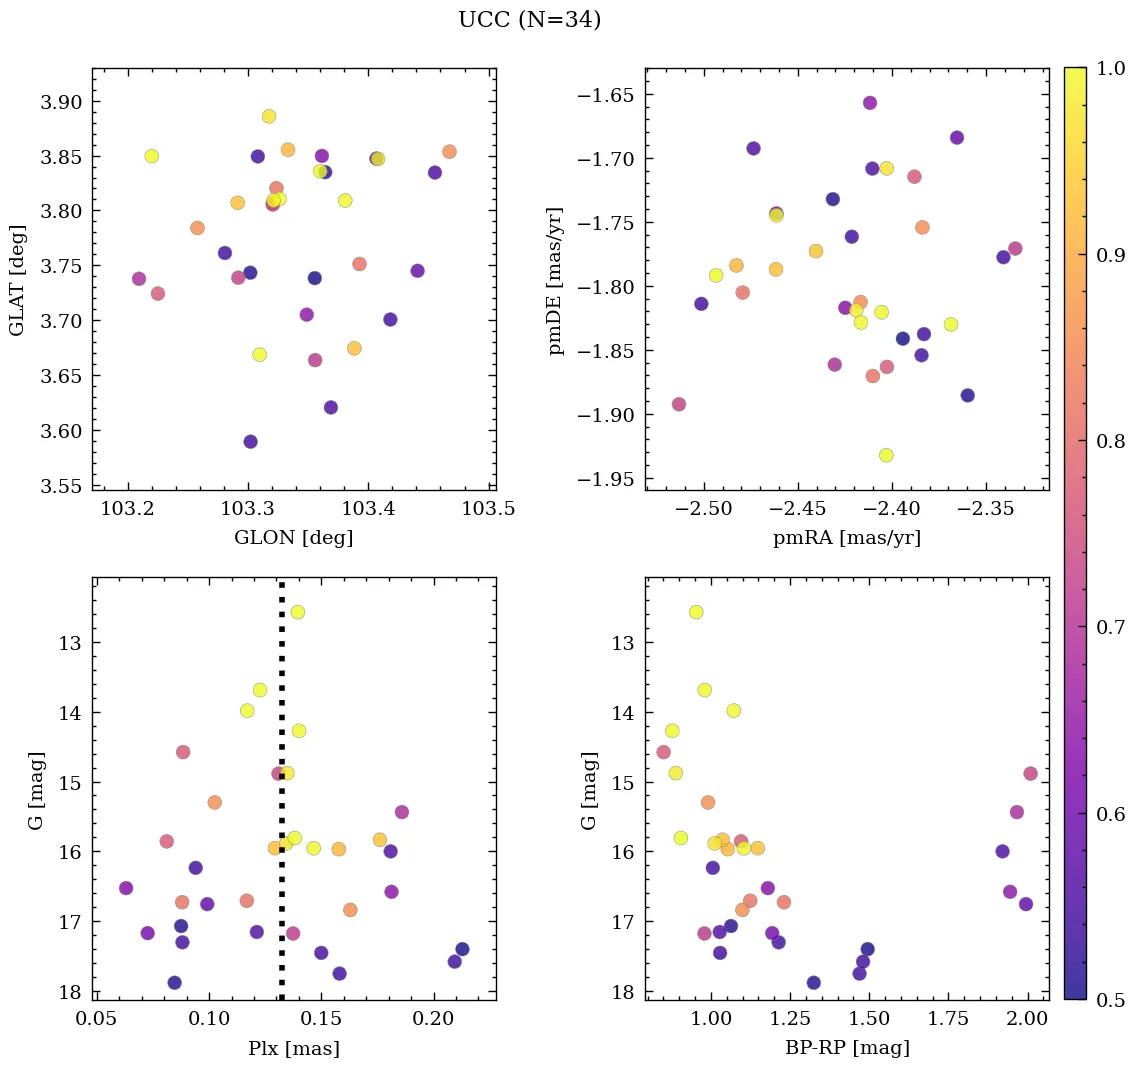 UCC (N=34)
3.90
3.85
3.80
3.75
3.70
3.65
3.60
3.55
GLAT [deg]
103.2 103.3 103.4 103.5
GLON [deg]
−1.65
−1.70
−1.75
−1.80
−1.85
−1.90
−1.95
pmDE [mas/yr]
−2.50 −2.45 −2.40 −2.35
pmRA [mas/yr]
13
14
15
16
17
18
G [mag]
0.05 0.10 0.15 0.20
Plx [mas]
13
14
15
16
17
18
G [mag]
1.00 1.25 1.50 1.75 2.00
BP-RP [mag]
1.0
0.9
0.8
0.7
0.6
0.5